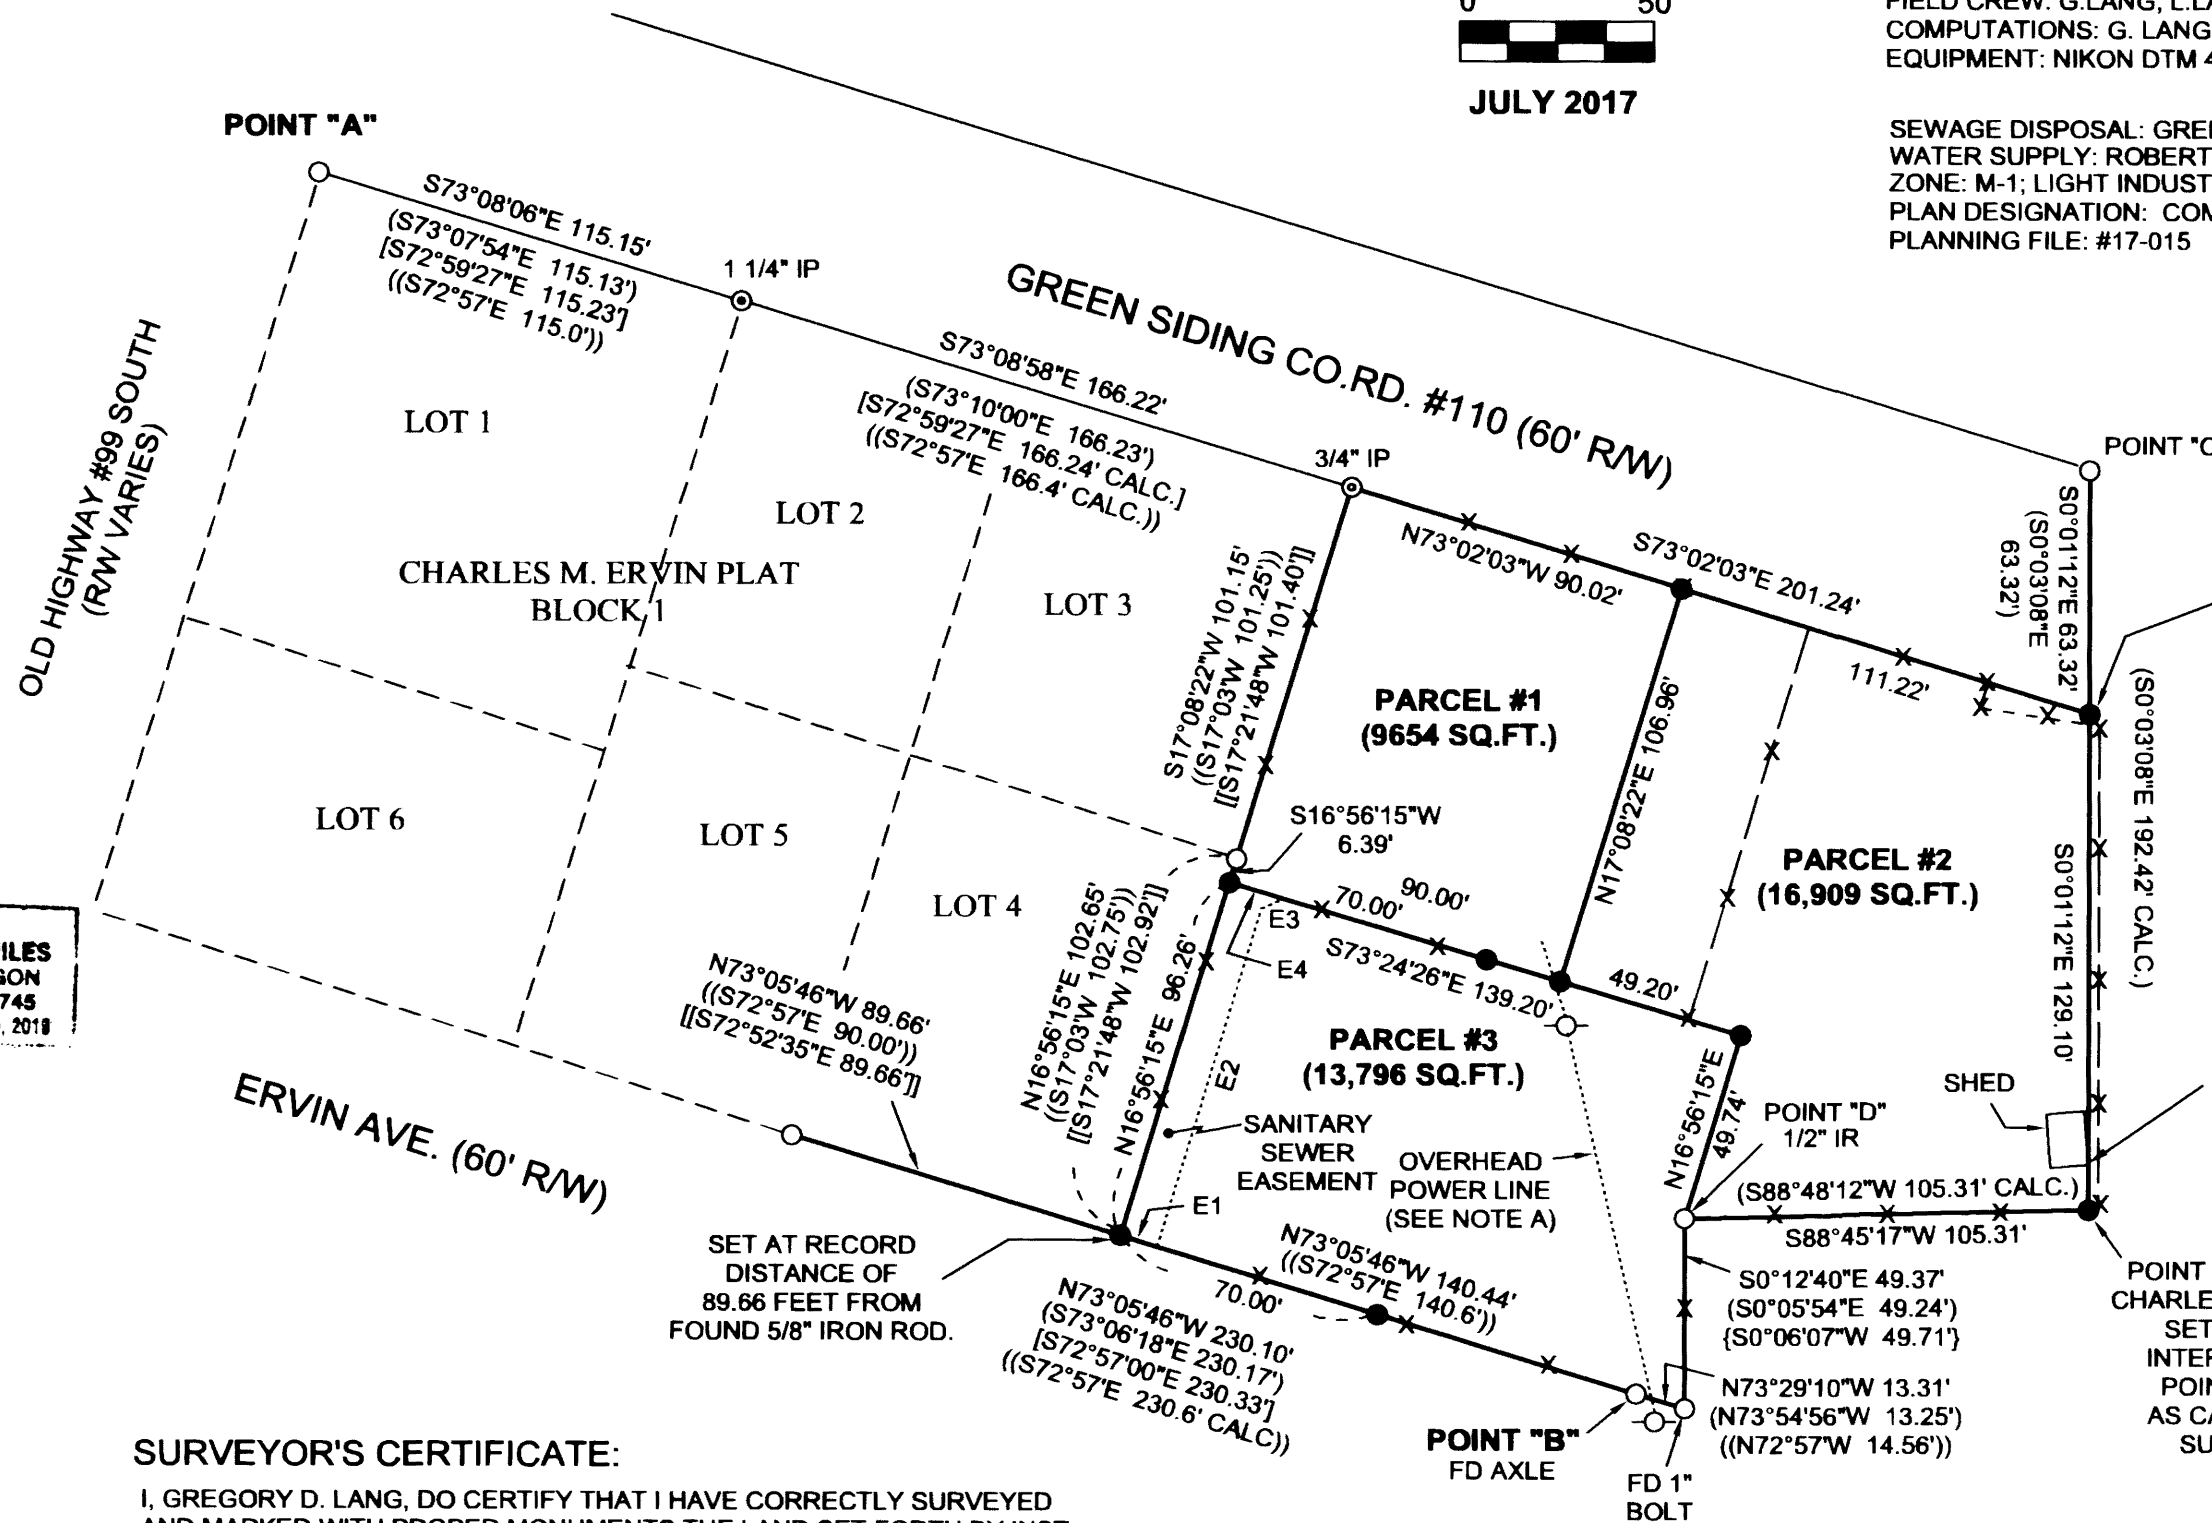 0 50
COMPUTATIONS: G. LANG
EQUIPMENT: NIKON DTM
JULY 2017
SEWAGE DISPOSAL:
WATER SUPPLY: ROBERT
ZONE: M-1; LIGHT
PLAN DESIGNATION:
PLANNING FILE: #17-015
POINT "A"
S73°08'06"E 115.15'
(S73°07'54"E 115.13')
[S72°59'27"E 115.23']
((S72°57'E 115.0'))
1 1/4" IP
GREEN SIDING CO.RD. #110 (60' R/W)
S73°08'58"E 166.22'
(S73°10'00"E 166.23')
[S72°59'27"E 166.24' CALC.]
((S72°57'E 166.4' CALC.))
3/4" IP
OLD HIGHWAY #99 SOUTH
(R/W VARIES)
LOT 1
LOT 2
LOT 3
CHARLES M. ERVIN PLAT
BLOCK 1
LOT 6
LOT 5
LOT 4
N73°02'03"W 90.02'
S73°02'03"E 201.24'
111.22'
POINT "C
S0°01'12"E 63.32'
(S0°03'08"E
63.32')
(S0°03'08"E 192.42' CALC.)
S0°01'12"E 129.10'
S17°08'22"W 101.15'
((S17°03'W 101.25'))
[[S17°21'48"W 101.40']]
PARCEL #1
(9654 SQ.FT.)
N17°08'22"E 106.96'
PARCEL #2
(16,909 SQ.FT.)
S16°56'15"W
6.39'
90.00'
70.00'
S73°24'26"E 139.20'
49.20'
E3
E4
E2
E1
PARCEL #3
(13,796 SQ.FT.)
N16°56'15"E 102.65'
((S17°03'W 102.75'))
[[S17°21'48"W 102.92']]
N16°56'15"E 96.26'
N73°05'46"W 89.66'
((S72°57'E 90.00'))
[[S72°52'35"E 89.66']]
ILES
GON
745
, 2018
ERVIN AVE. (60' R/W)
SANITARY
SEWER
EASEMENT
OVERHEAD
POWER LINE
(SEE NOTE A)
N16°56'15"E
49.74'
POINT "D"
1/2" IR
SHED
(S88°48'12"W 105.31' CALC.)
S88°45'17"W 105.31'
SET AT RECORD
DISTANCE OF
89.66 FEET FROM
FOUND 5/8" IRON ROD.
70.00'
N73°05'46"W 140.44'
((S72°57'E 140.6'))
N73°05'46"W 230.10'
(S73°06'18"E 230.17')
[S72°57'00"E 230.33']
((S72°57'E 230.6' CALC))
S0°12'40"E 49.37'
(S0°05'54"E 49.24')
{S0°06'07"W 49.71'}
N73°29'10"W 13.31'
(N73°54'56"W 13.25')
((N72°57'W 14.56'))
POINT
CHARLE
SET
INTER
POIN
AS CA
SU
POINT "B"
FD AXLE
FD 1"
BOLT
SURVEYOR'S CERTIFICATE:
I, GREGORY D. LANG, DO CERTIFY THAT I HAVE CORRECTLY SURVEYED